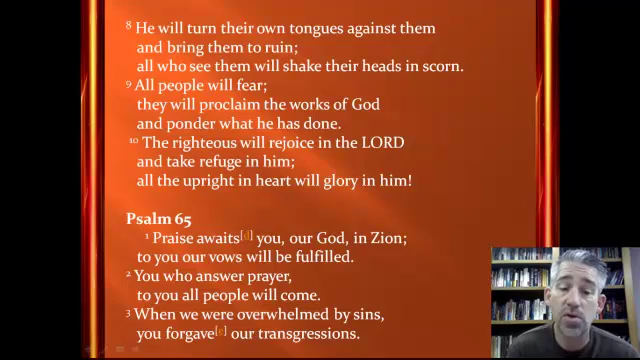 8 He will turn their own tongues against them
and bring them to ruin;
all who see them will shake their heads in scorn.
9 All people will fear;
they will proclaim the works of God
and ponder what he has done.
10 The righteous will rejoice in the LORD
and take refuge in him;
all the upright in heart will glory in him!
Psalm 65
1 Praise awaits[d] you, our God, in Zion;
to you our vows will be fulfilled.
2 You who answer prayer,
to you all people will come.
3 When we were overwhelmed by sins,
you forgave[e] our transgressions.